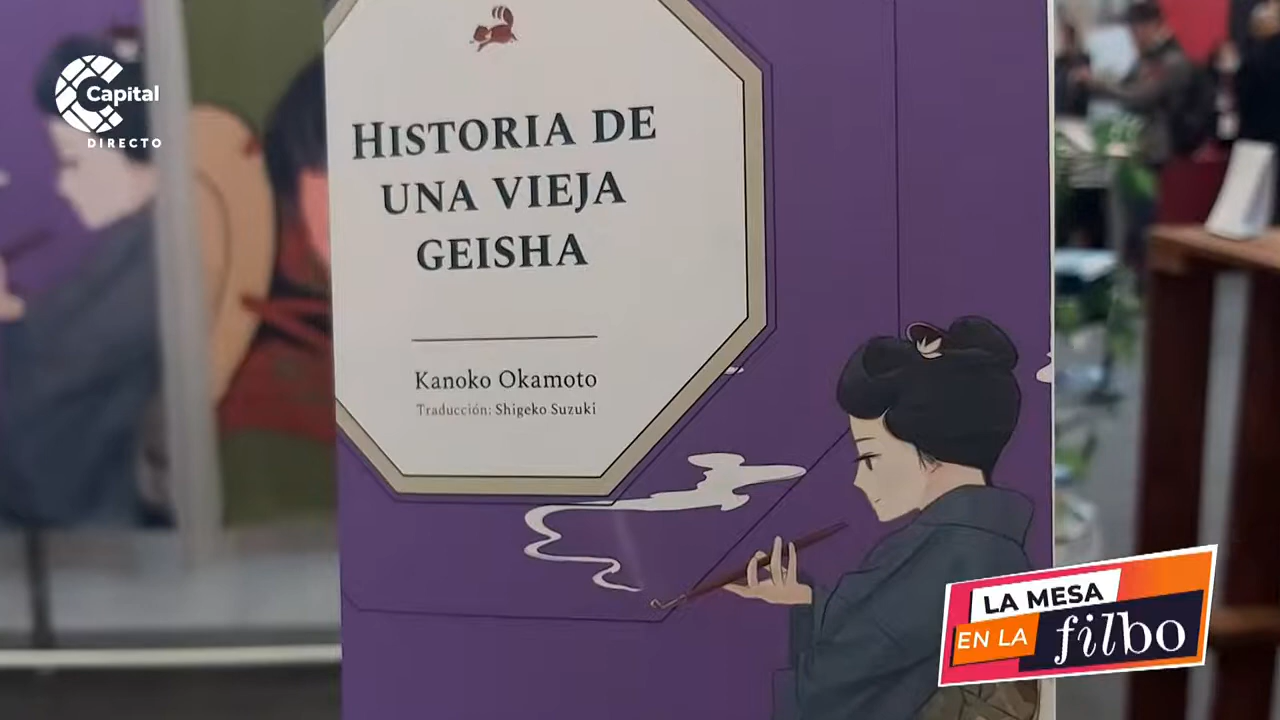 Capital
DIRECTO
HISTORIA DE
UNA VIEJA
GEISHA
Kanoko Okamoto
Traducción: Shigeko Suzuki
LA MESA
EN LA filbo